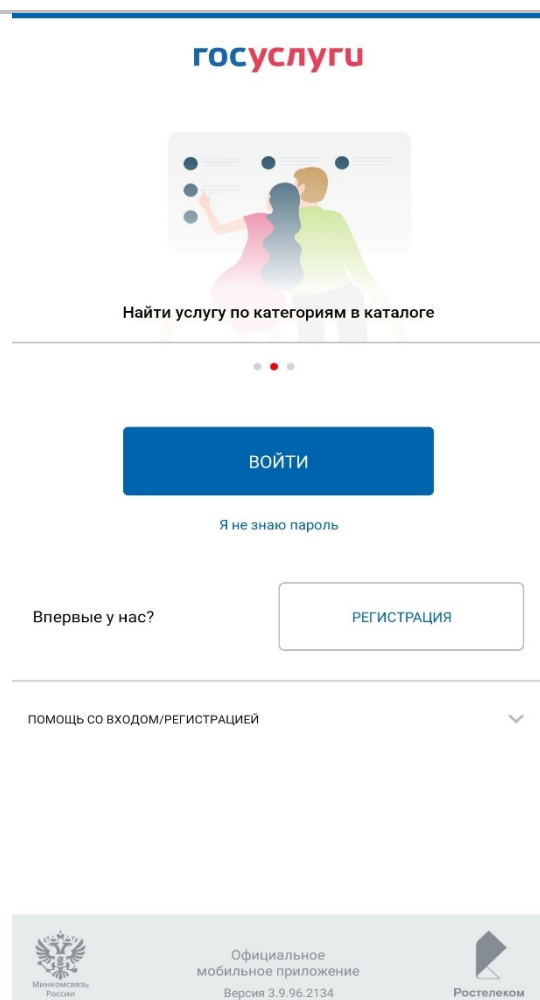 госуслуги
Найти услугу по категориям в каталоге
ВОЙТИ
Я не знаю пароль
Впервые у нас?
РЕГИСТРАЦИЯ
ПОМОЩЬ СО ВХОДОМ/РЕГИСТРАЦИЕЙ
Официальное
мобильное приложение
Версия 3.9.96.2134
Минкомсвязь
России
Ростелеком